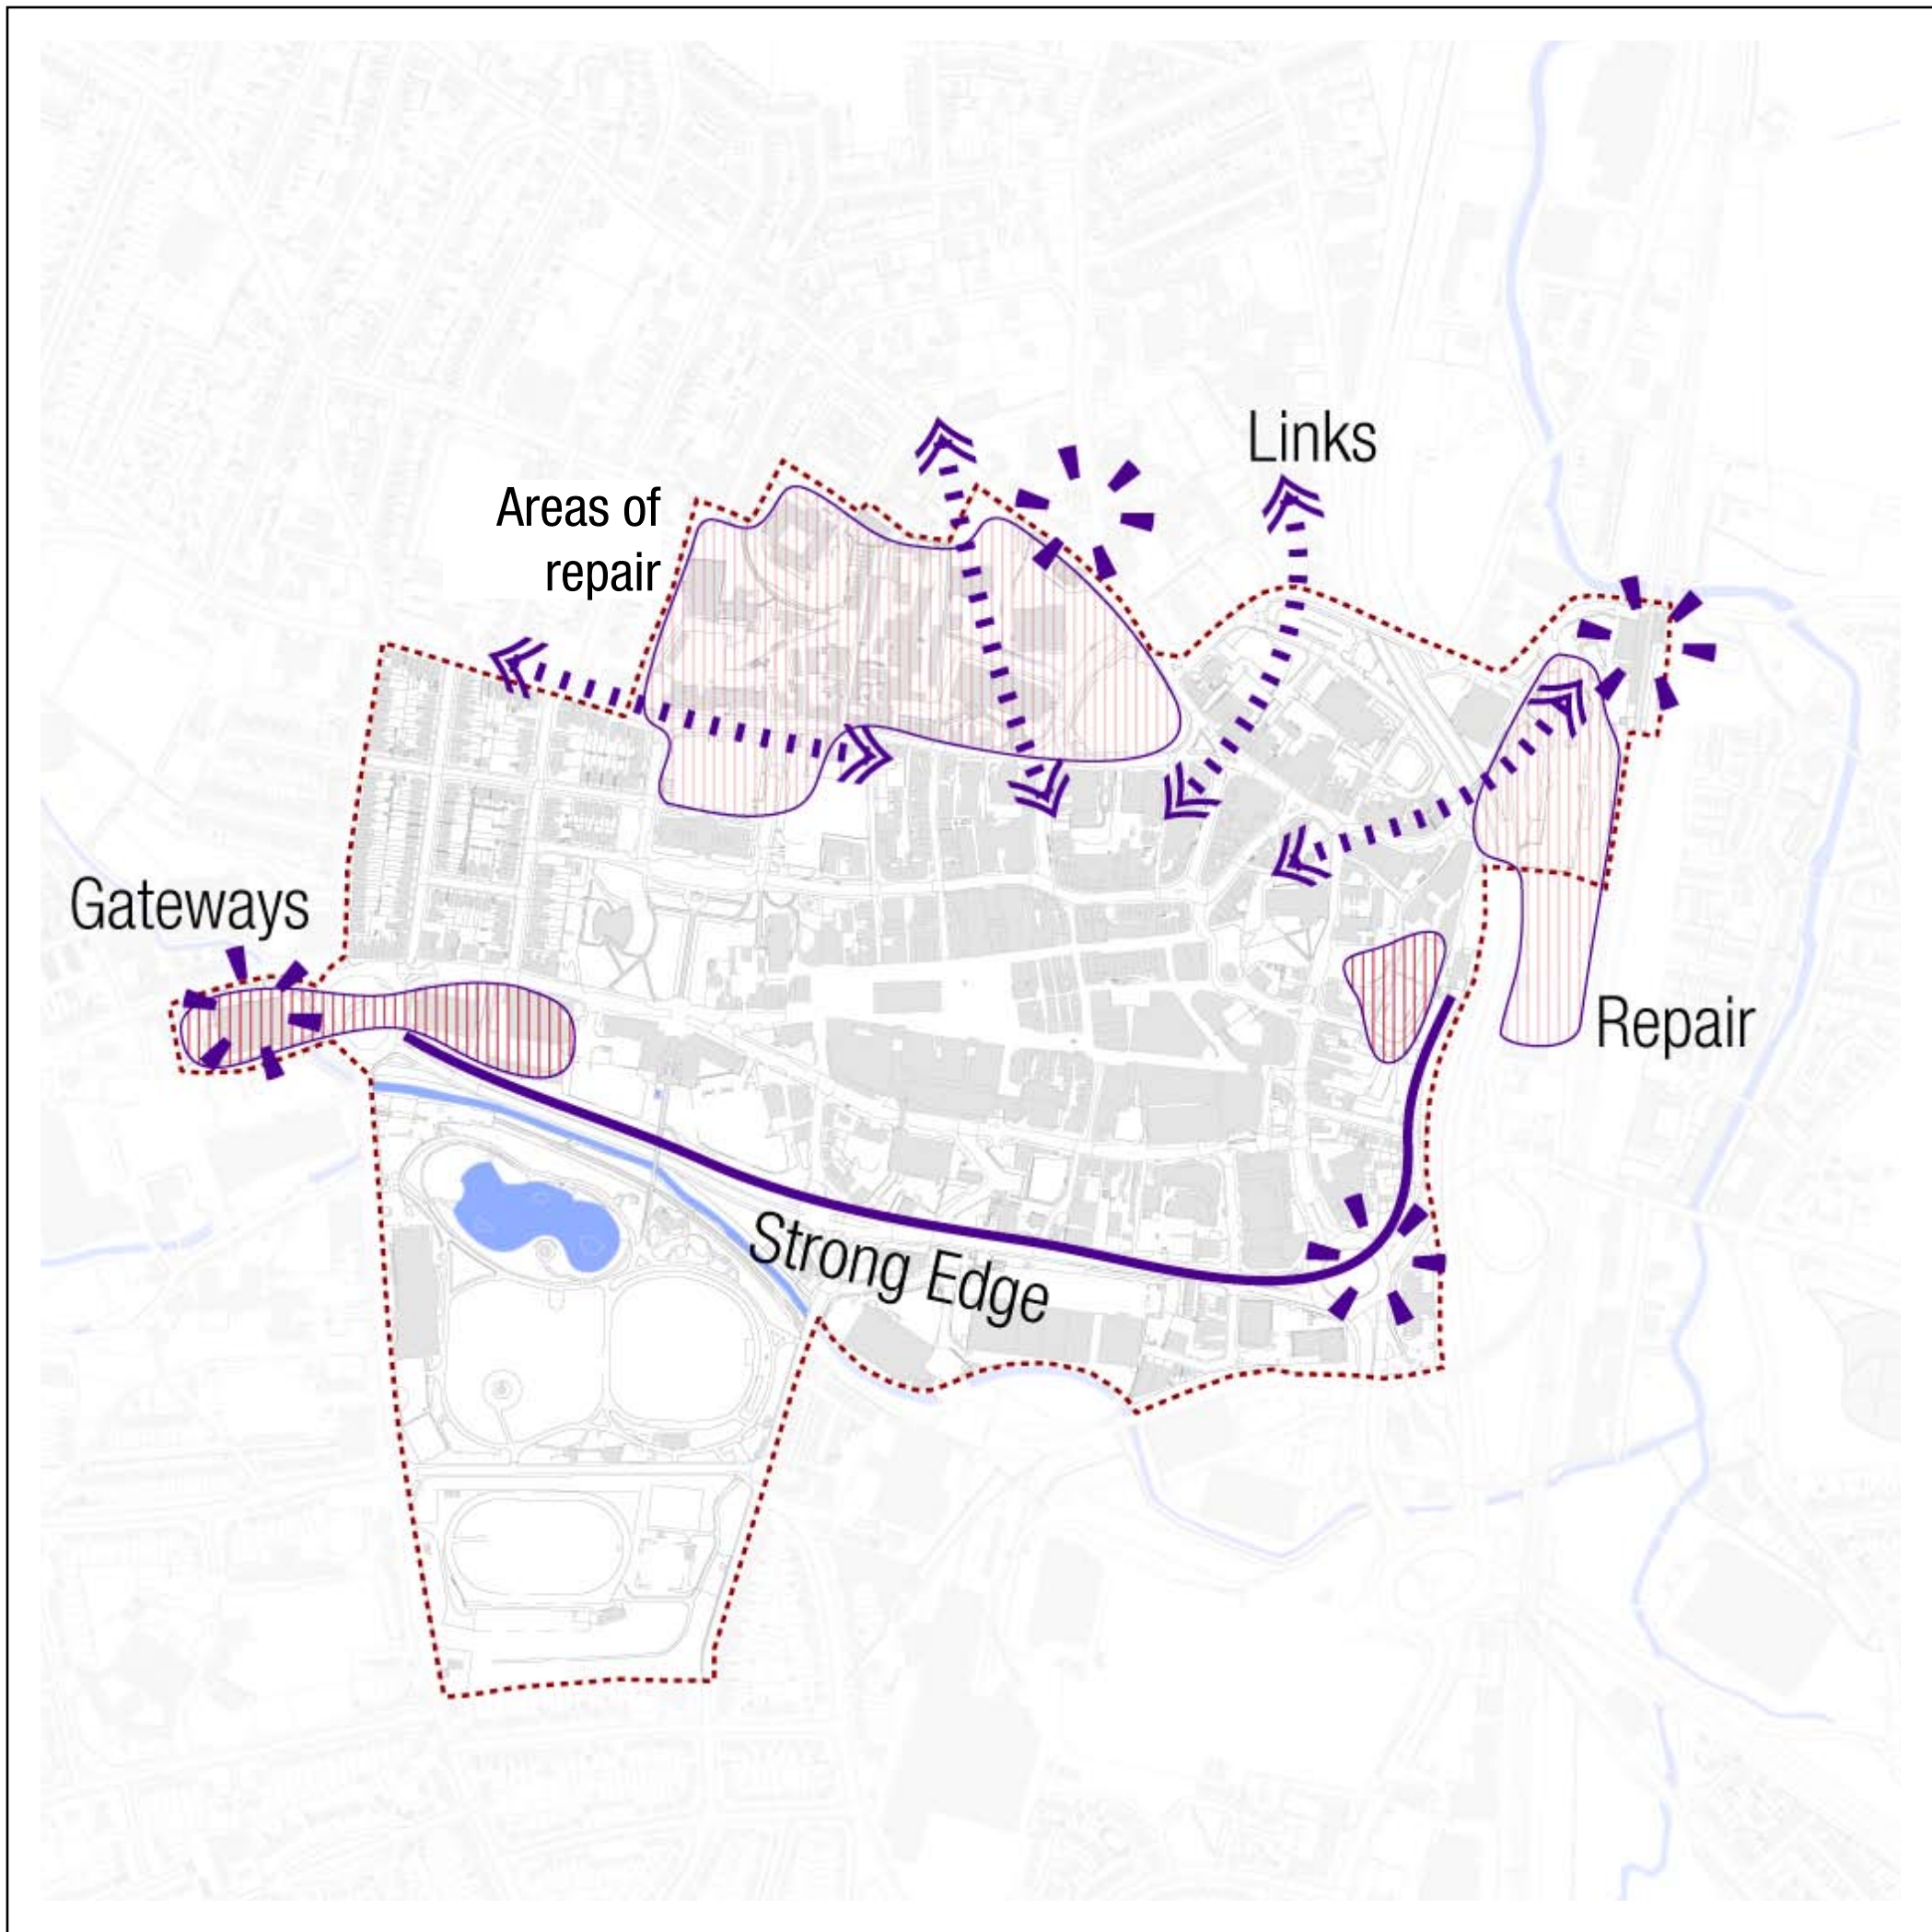 Links
Areas of
repair
Gateways
Repair
Strong Edge